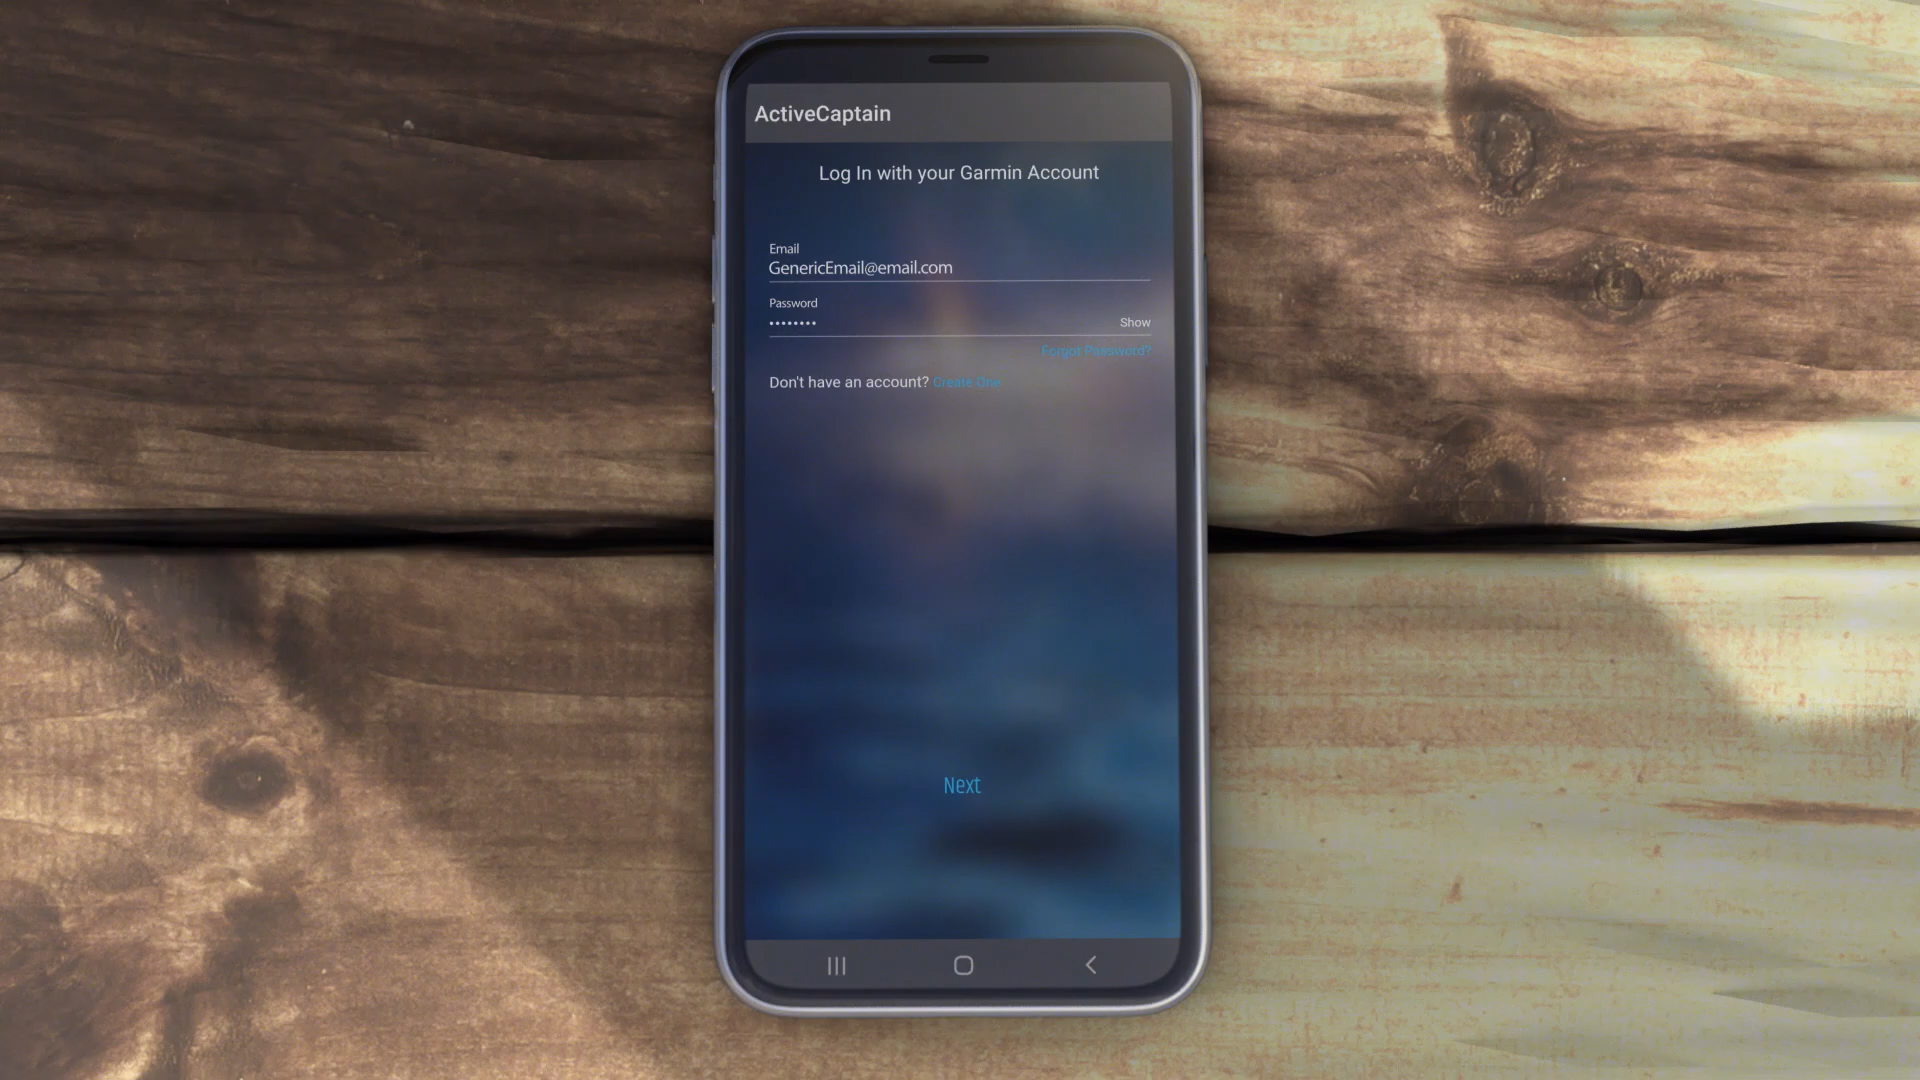 ActiveCaptain
Log In with your Garmin Account
Email
GenericEmail@email.com
Password
••••••••
Show
Forgot Password?
Don't have an account? Create One
Next